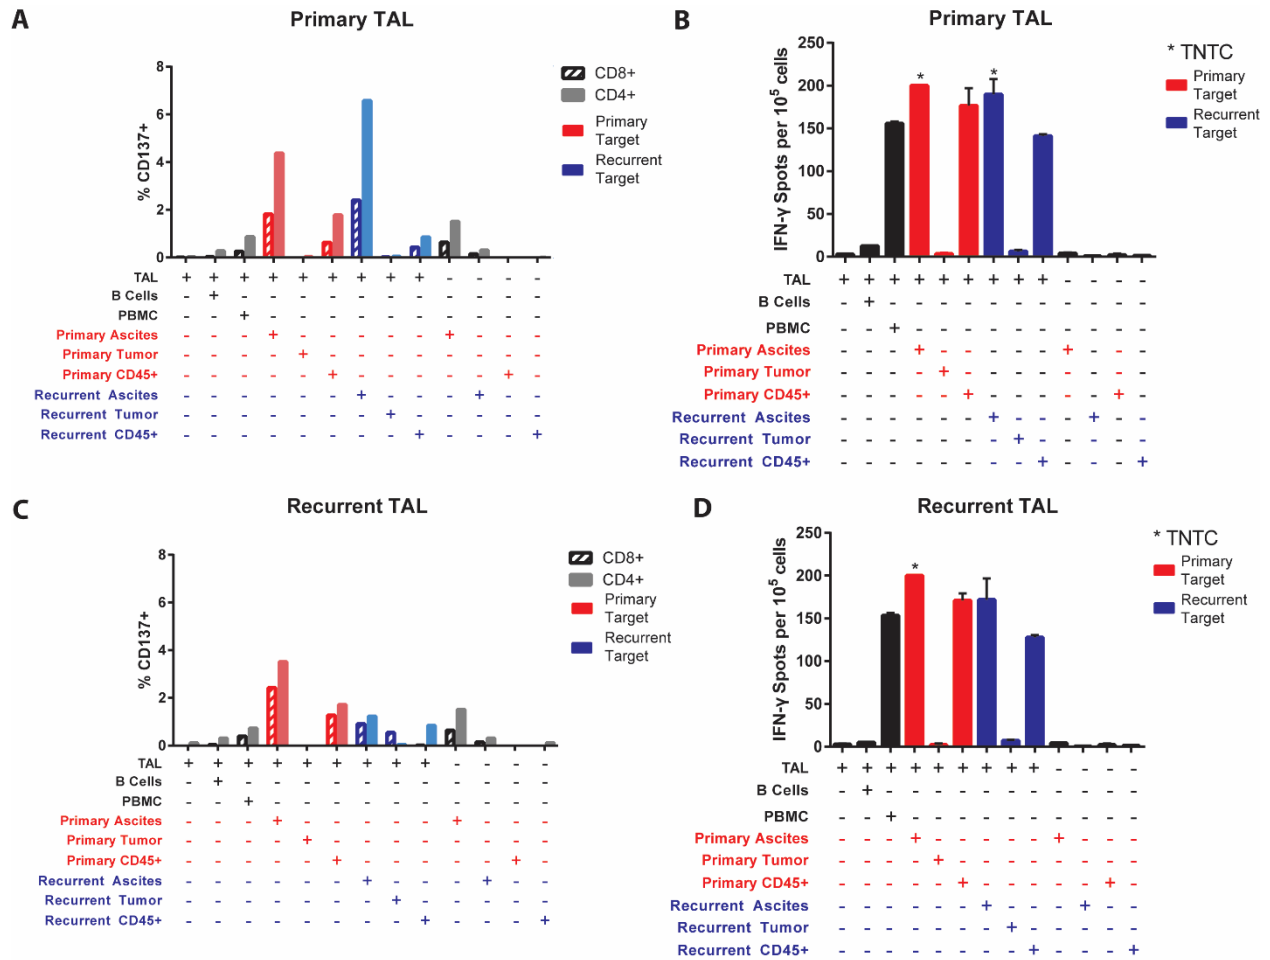 A
Primary TAL
8
6
4
2
0
% CD137+
CD8+
CD4+
Primary
Target
Recurrent
Target
TAL + + + + + + + + + - - - -
B Cells - + - - - - - - - - - - -
PBMC - - + - - - - - - - - - -
Primary Ascites - - - + - - - - - + - - -
Primary Tumor - - - - + - - - - - - - -
Primary CD45+ - - - - - + - - - - - + -
Recurrent Ascites - - - - - - + - - - + - -
Recurrent Tumor - - - - - - - + - - - - -
Recurrent CD45+ - - - - - - - - + - - - +
B
Primary TAL
250
200
150
100
50
0
IFN-γ Spots per 10⁵ cells
* *
* TNTC
Primary
Target
Recurrent
Target
TAL + + + + + + + + + - - - -
B Cells - + - - - - - - - - - - -
PBMC - - + - - - - - - - - - -
Primary Ascites - - - + - - - - - + - - -
Primary Tumor - - - - + - - - - - - - -
Primary CD45+ - - - - - + - - - - - + -
Recurrent Ascites - - - - - - + - - - + - -
Recurrent Tumor - - - - - - - + - - - - -
Recurrent CD45+ - - - - - - - - + - - - +
C
Recurrent TAL
8
6
4
2
0
% CD137+
CD8+
CD4+
Primary
Target
Recurrent
Target
TAL + + + + + + + + + - - - -
B Cells - + - - - - - - - - - - -
PBMC - - + - - - - - - - - - -
Primary Ascites - - - + - - - - - + - - -
Primary Tumor - - - - + - - - - - - - -
Primary CD45+ - - - - - + - - - - - + -
Recurrent Ascites - - - - - - + - - - + - -
Recurrent Tumor - - - - - - - + - - - - -
Recurrent CD45+ - - - - - - - - + - - - +
D
Recurrent TAL
250
200
150
100
50
0
IFN-γ Spots per 10⁵ cells
*
* TNTC
Primary
Target
Recurrent
Target
TAL + + + + + + + + + - - - -
B Cells - + - - - - - - - - - - -
PBMC - - + - - - - - - - - - -
Primary Ascites - - - + - - - - - + - - -
Primary Tumor - - - - + - - - - - - - -
Primary CD45+ - - - - - + - - - - - + -
Recurrent Ascites - - - - - - + - - - + - -
Recurrent Tumor - - - - - - - + - - - - -
Recurrent CD45+ - - - - - - - - + - - - +